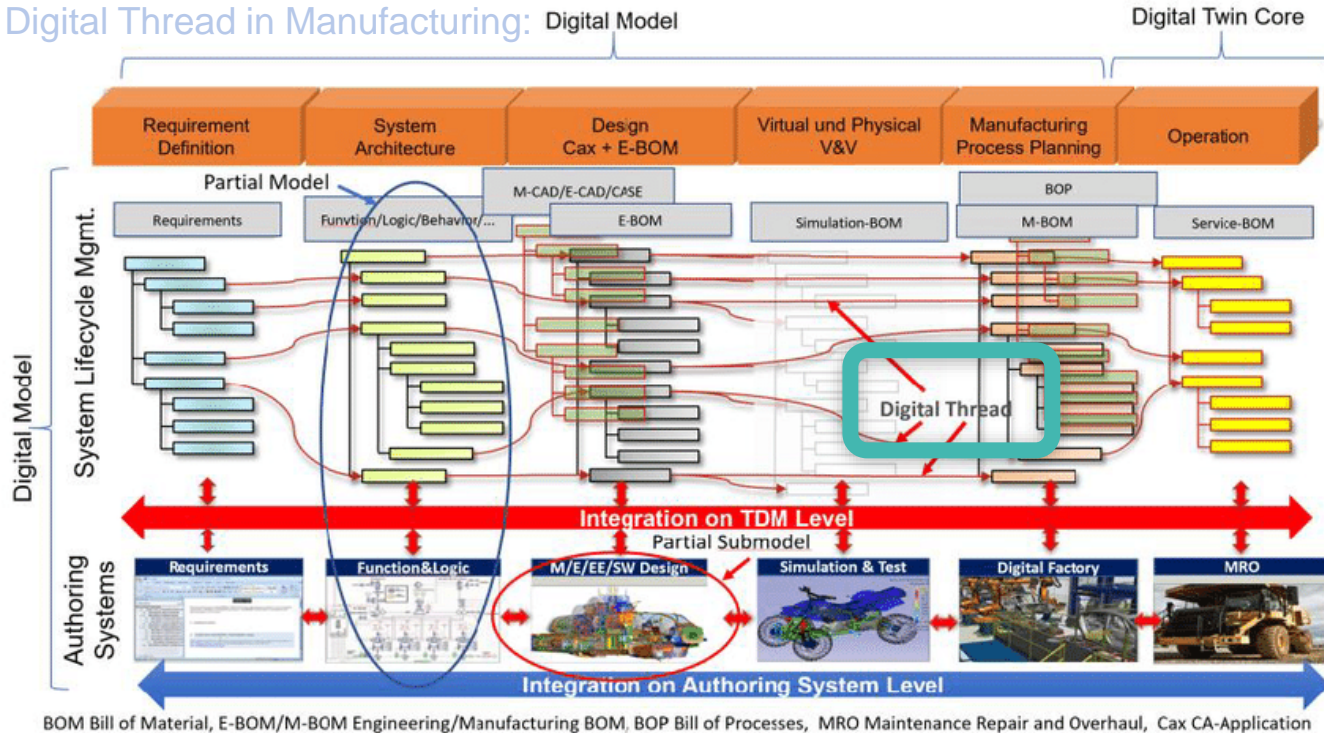 Digital Thread in Manufacturing:
Digital Model
Digital Twin Core
Requirement
Definition
System
Architecture
Design
Cax + E-BOM
Virtual und Physical
V&V
Manufacturing
Process Planning
Operation
Partial Model
M-CAD/E-CAD/CASE
BOP
Requirements
Funvtion/Logic/Behavior/...
E-BOM
Simulation-BOM
M-BOM
Service-BOM
Digital Model
System Lifecycle Mgmt.
Digital Thread
Integration on TDM Level
Partial Submodel
Authoring
Systems
Requirements
Function&Logic
M/E/EE/SW Design
Simulation & Test
Digital Factory
MRO
Integration on Authoring System Level
BOM Bill of Material, E-BOM/M-BOM Engineering/Manufacturing BOM, BOP Bill of Processes, MRO Maintenance Repair and Overhaul, Cax CA-Application